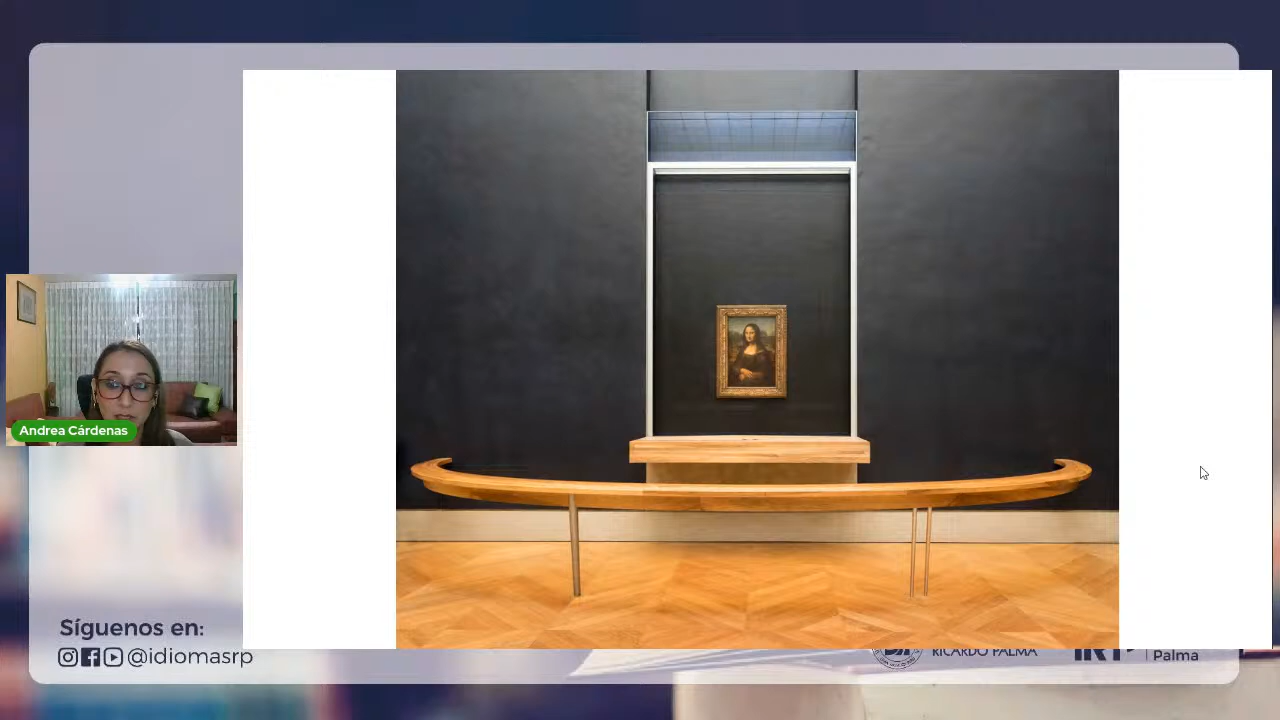 Andrea Cárdenas
Síguenos en:
@idiomasrp
RICARDO PALMA
Palma